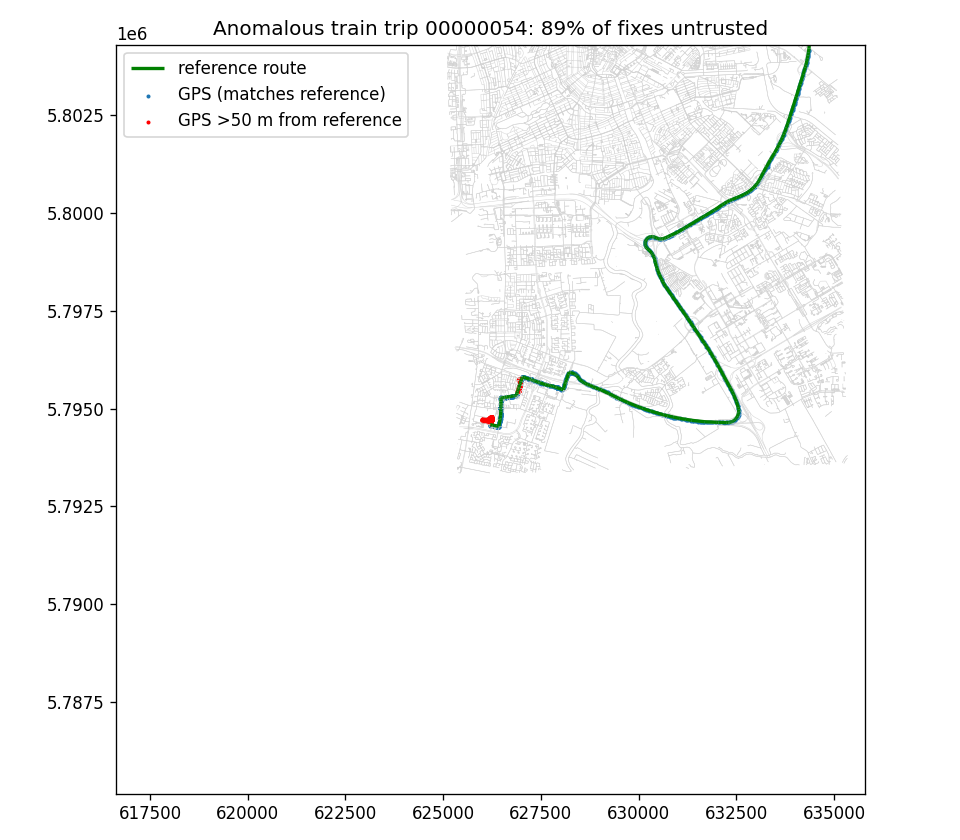 Anomalous train trip 00000054: 89% of fixes untrusted
1e6
reference route
GPS (matches reference)
GPS >50 m from reference
5.8025
5.8000
5.7975
5.7950
5.7925
5.7900
5.7875
617500 620000 622500 625000 627500 630000 632500 635000